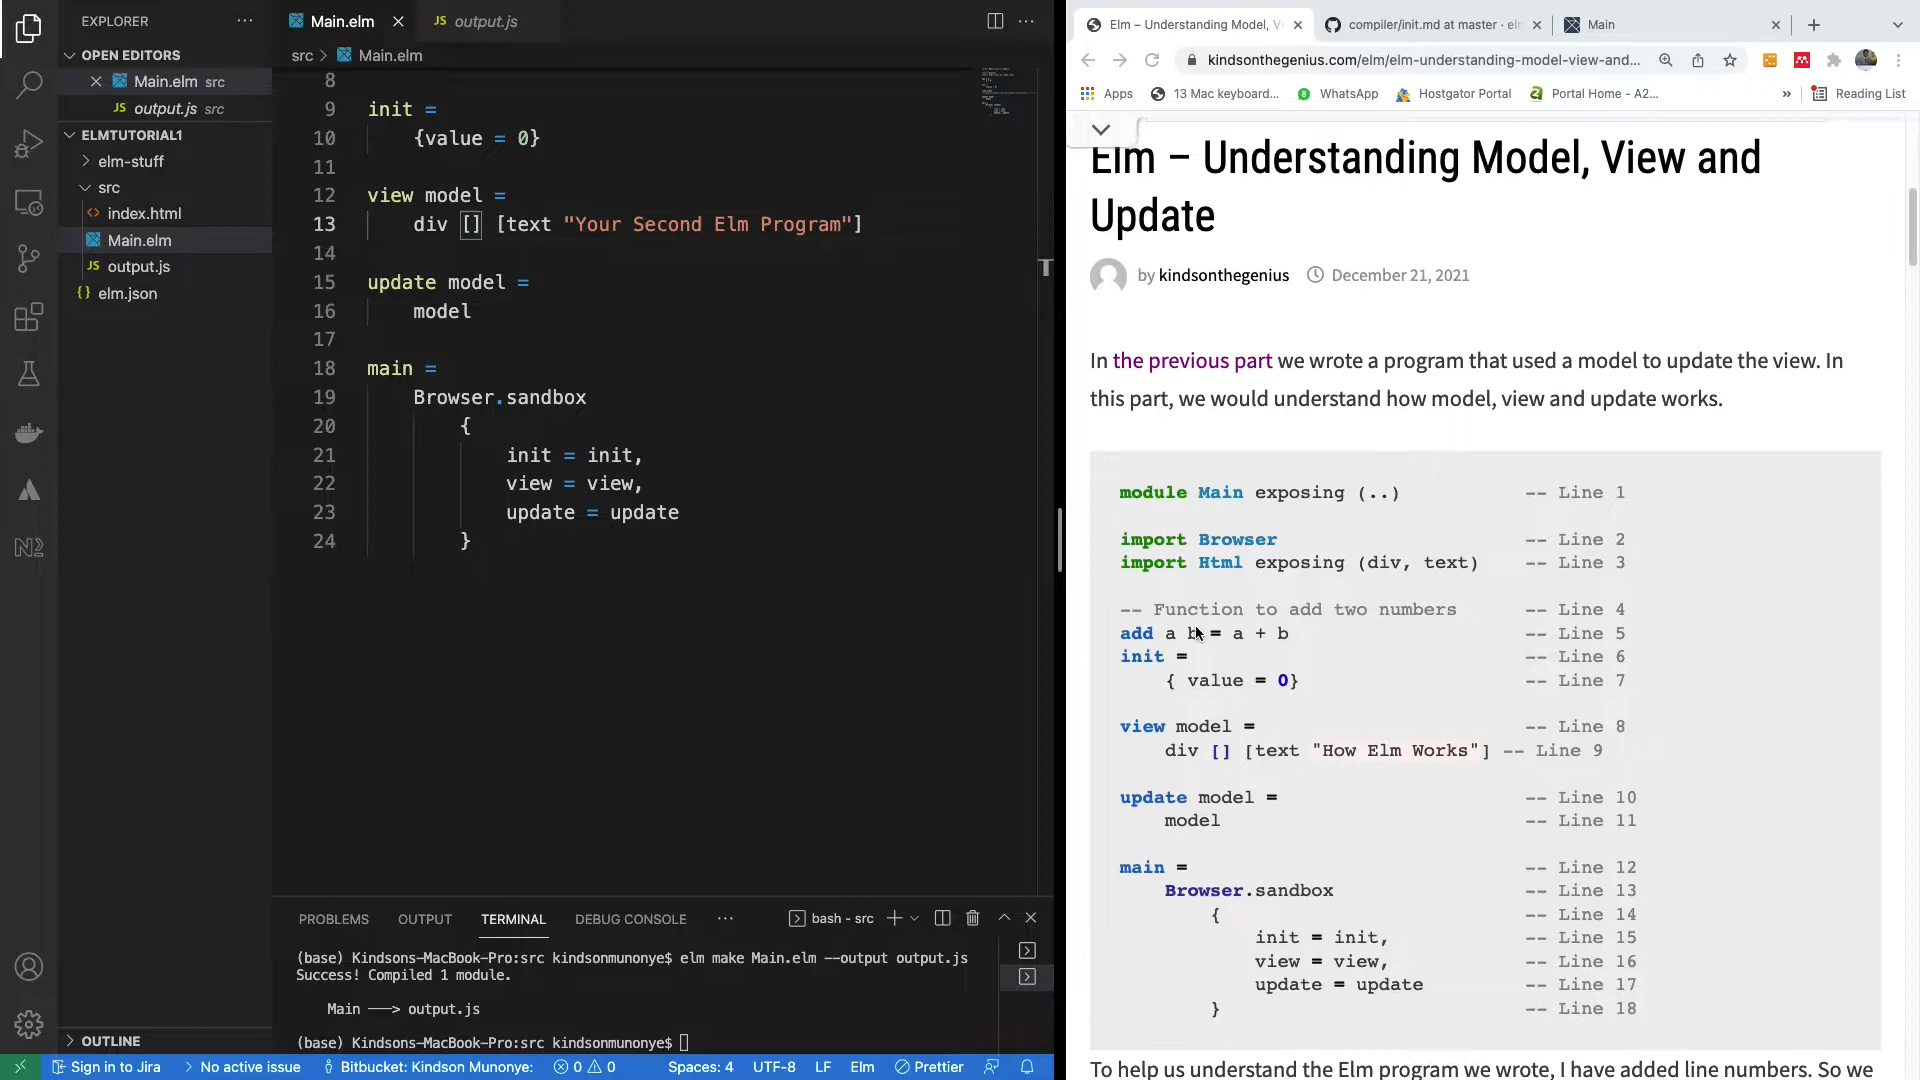 EXPLORER
OPEN EDITORS
Main.elm src
output.js src
ELMTUTORIAL1
elm-stuff
src
index.html
Main.elm
JS output.js
{} elm.json
OUTLINE
Main.elm
JS output.js
src > Main.elm
8
9 init =
10 {value = 0}
11
12 view model =
13 div [] [text "Your Second Elm Program"]
14
15 update model =
16 model
17
18 main =
19 Browser.sandbox
20 {
21 init = init,
22 view = view,
23 update = update
24 }
PROBLEMS OUTPUT TERMINAL DEBUG CONSOLE
bash - src
(base) Kindsons-MacBook-Pro:src kindsonmunonye$ elm make Main.elm --output output.js
Success! Compiled 1 module.
Main ───> output.js
(base) Kindsons-MacBook-Pro:src kindsonmunonye$
Sign in to Jira No active issue Bitbucket: Kindson Munonye: 0 0 Spaces: 4 UTF-8 LF Elm Prettier
Elm – Understanding Model, V
compiler/init.md at master · el
Main
kindsonthegenius.com/elm/elm-understanding-model-view-and...
Apps 13 Mac keyboard... WhatsApp Hostgator Portal Portal Home - A2... » Reading List
Elm – Understanding Model, View and
Update
by kindsonthegenius December 21, 2021
In the previous part we wrote a program that used a model to update the view. In
this part, we would understand how model, view and update works.
module Main exposing (..) -- Line 1
import Browser -- Line 2
import Html exposing (div, text) -- Line 3
-- Function to add two numbers -- Line 4
add a b = a + b -- Line 5
init = -- Line 6
{ value = 0} -- Line 7
view model = -- Line 8
div [] [text "How Elm Works"] -- Line 9
update model = -- Line 10
model -- Line 11
main = -- Line 12
Browser.sandbox -- Line 13
{ -- Line 14
init = init, -- Line 15
view = view, -- Line 16
update = update -- Line 17
} -- Line 18
To help us understand the Elm program we wrote, I have added line numbers. So we